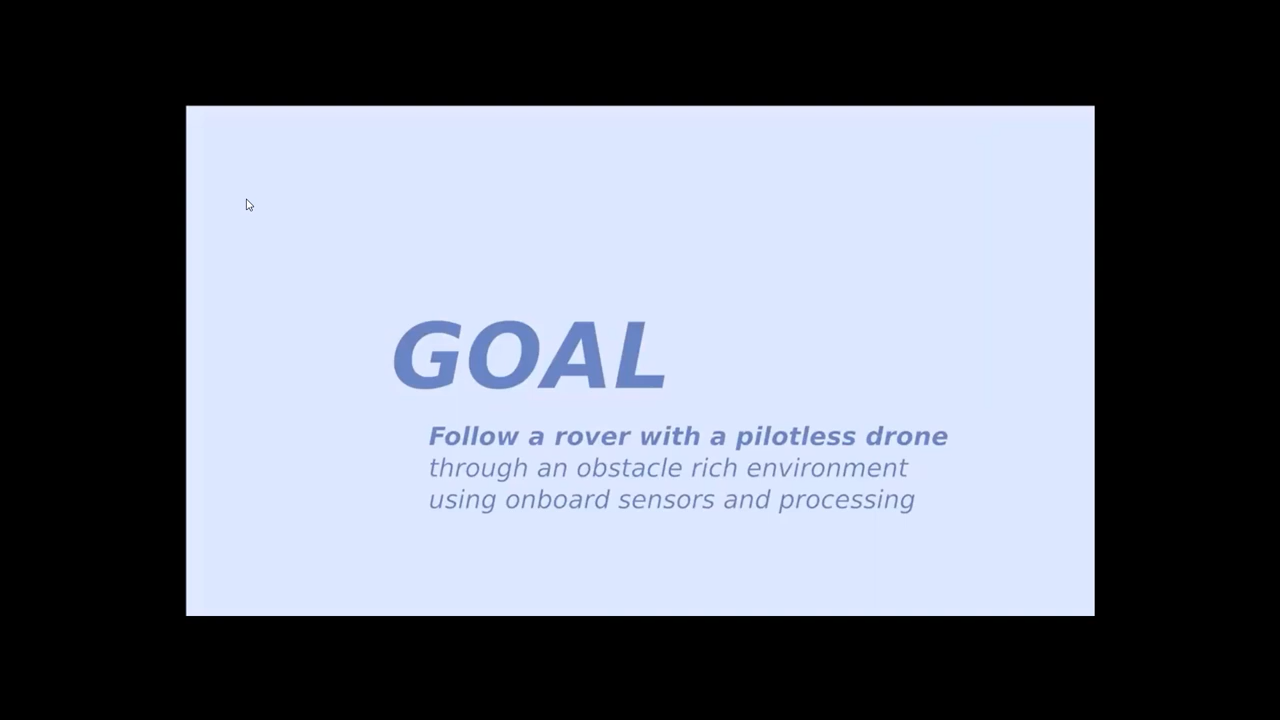 GOAL
Follow a rover with a pilotless drone
through an obstacle rich environment
using onboard sensors and processing